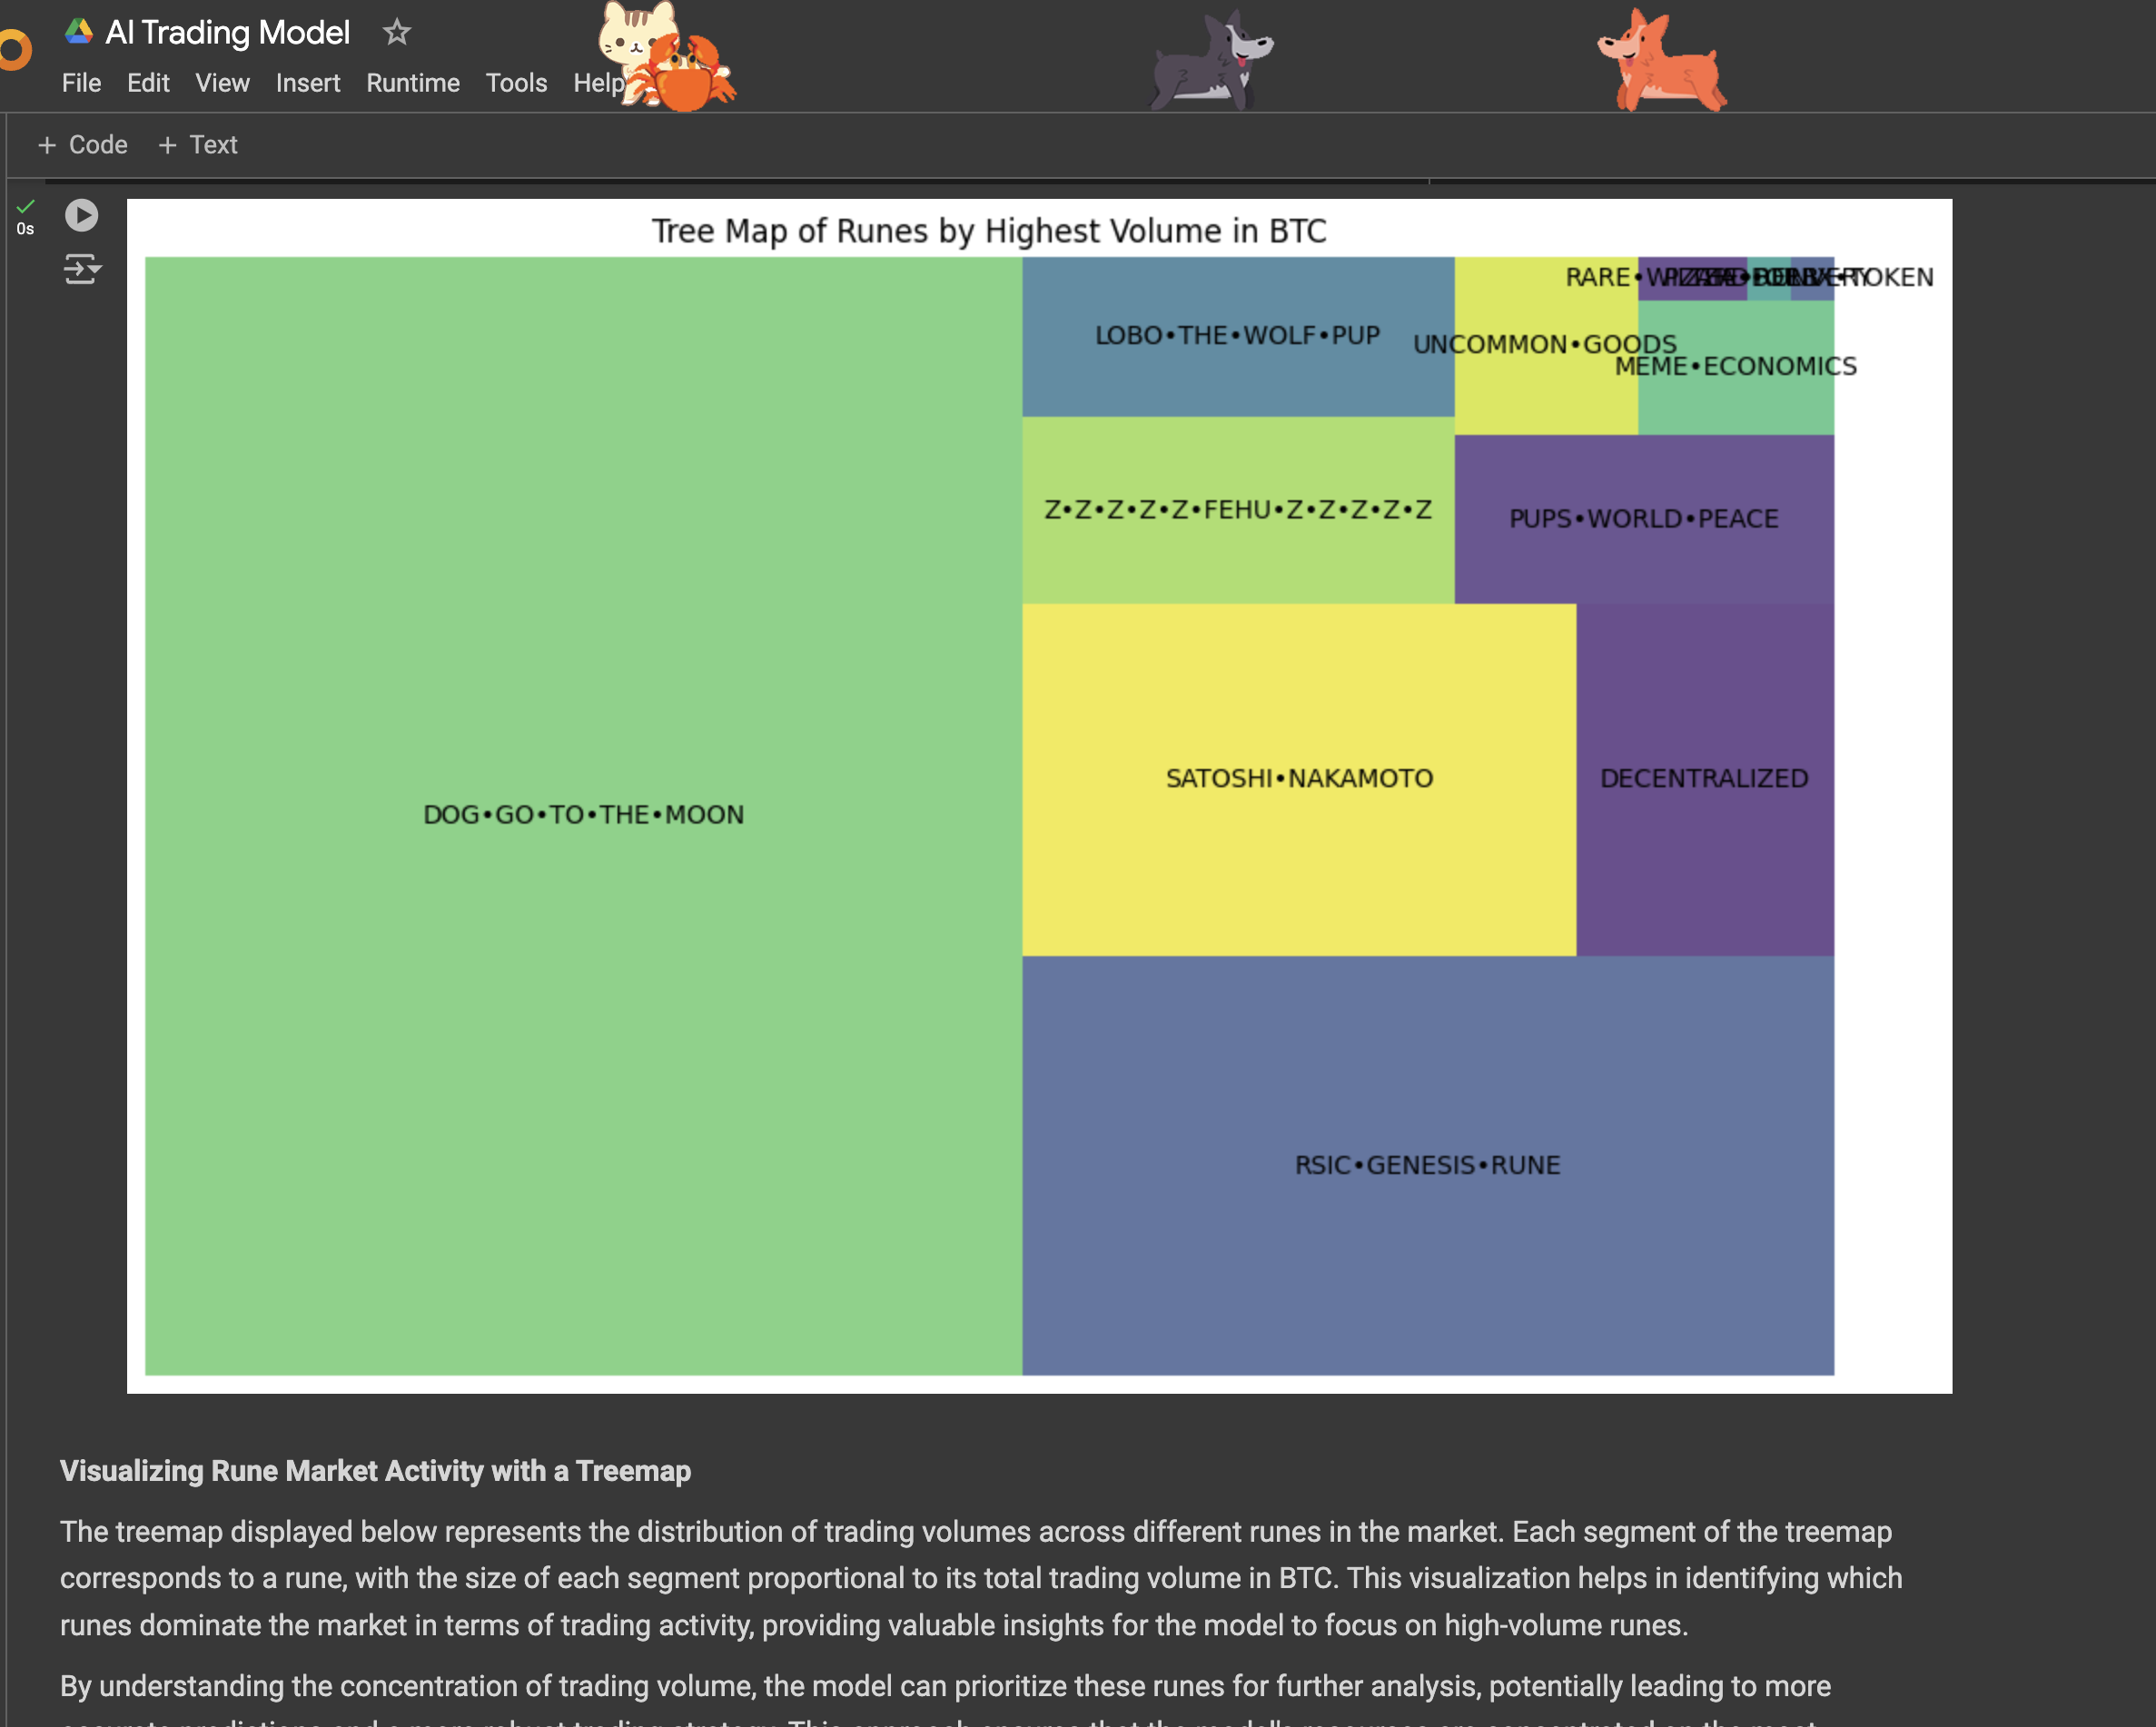 AI Trading Model
File Edit View Insert Runtime Tools Help
+ Code + Text
0s
Tree Map of Runes by Highest Volume in BTC
RARE
TOKEN
LOBO•THE•WOLF•PUP
UNCOMMON•GOODS
MEME•ECONOMICS
Z•Z•Z•Z•Z•FEHU•Z•Z•Z•Z•Z
PUPS•WORLD•PEACE
SATOSHI•NAKAMOTO
DECENTRALIZED
DOG•GO•TO•THE•MOON
RSIC•GENESIS•RUNE
Visualizing Rune Market Activity with a Treemap
The treemap displayed below represents the distribution of trading volumes across different runes in the market. Each segment of the treemap
corresponds to a rune, with the size of each segment proportional to its total trading volume in BTC. This visualization helps in identifying which
runes dominate the market in terms of trading activity, providing valuable insights for the model to focus on high-volume runes.
By understanding the concentration of trading volume, the model can prioritize these runes for further analysis, potentially leading to more